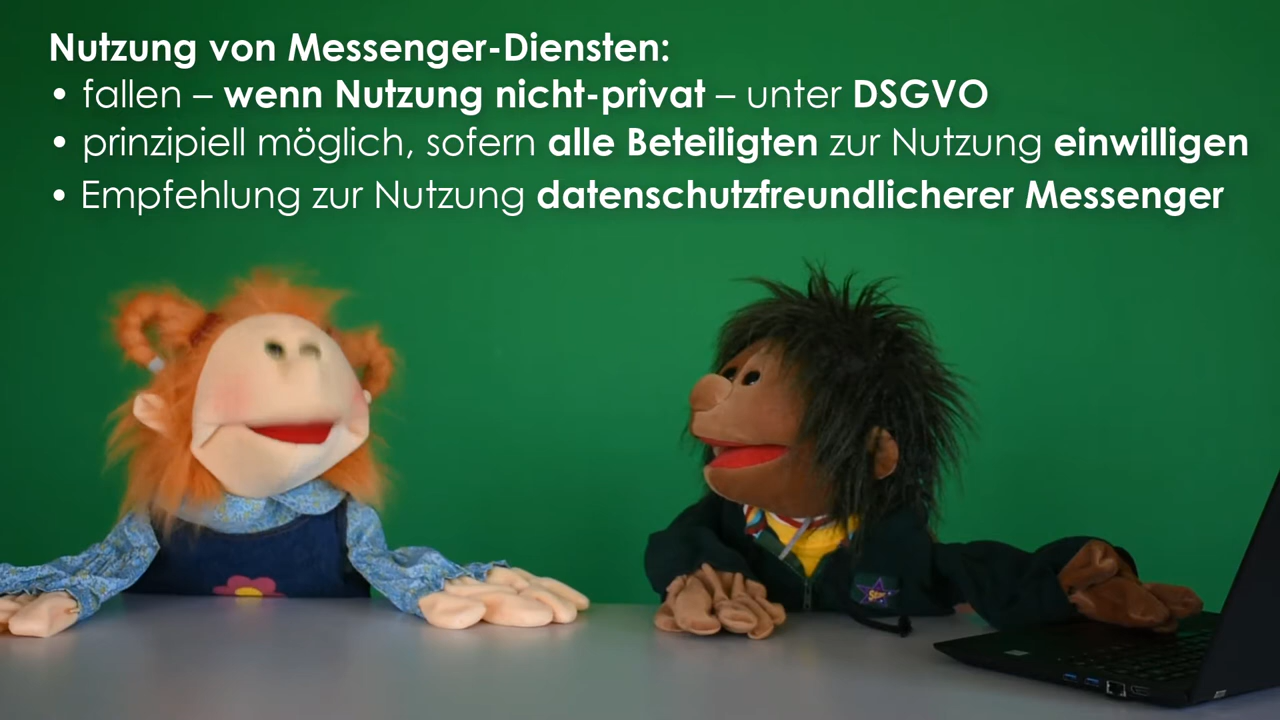 Nutzung von Messenger-Diensten:
• fallen – wenn Nutzung nicht-privat – unter DSGVO
• prinzipiell möglich, sofern alle Beteiligten zur Nutzung einwilligen
• Empfehlung zur Nutzung datenschutzfreundlicherer Messenger